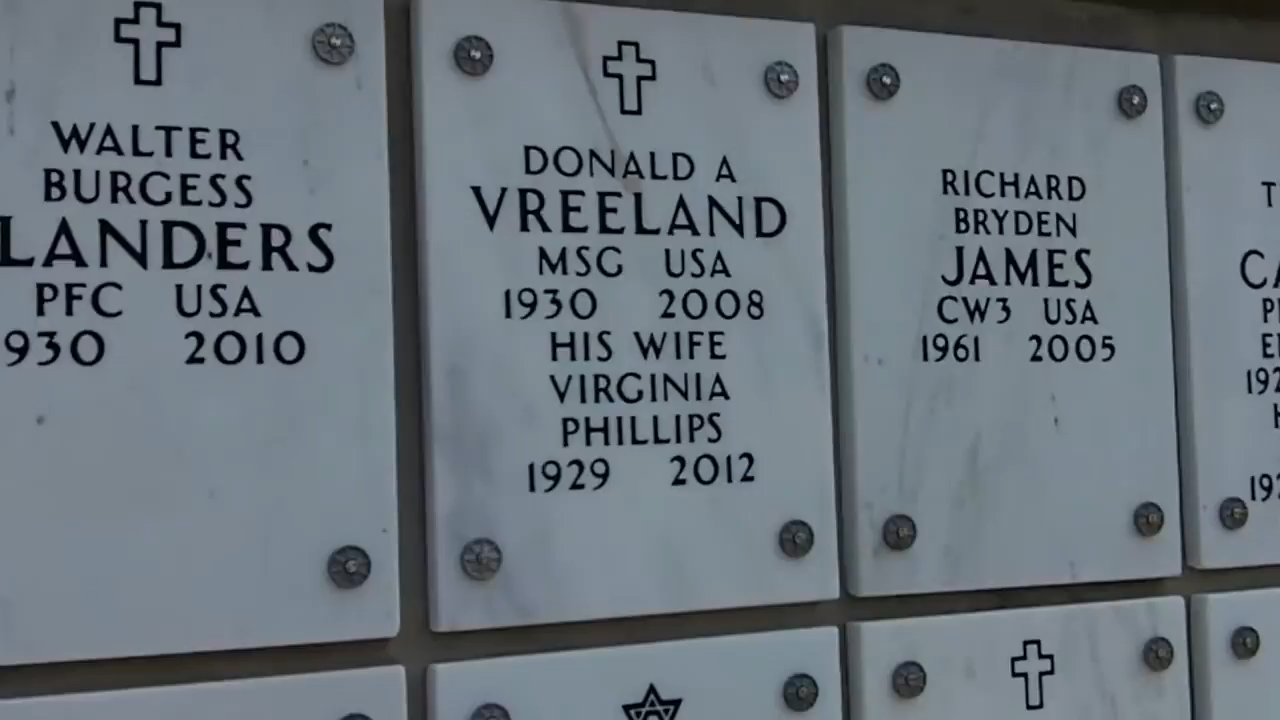 WALTER
BURGESS
LANDERS
PFC USA
930 2010
DONALD A
VREELAND
MSG USA
1930 2008
HIS WIFE
VIRGINIA
PHILLIPS
1929 2012
RICHARD
BRYDEN
JAMES
CW3 USA
1961 2005